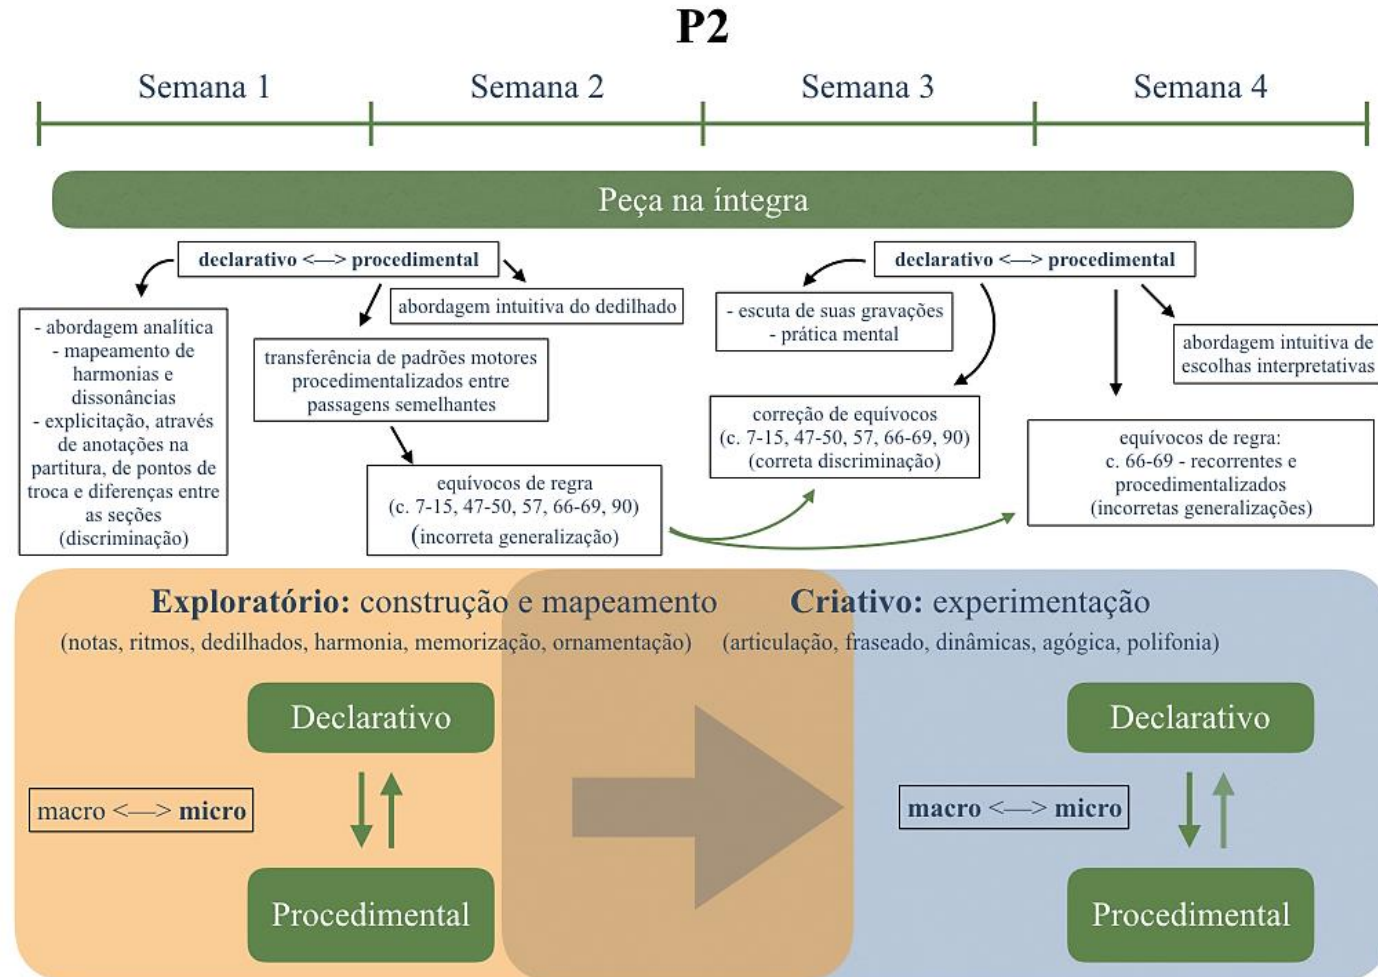 P2
Semana 1
Semana 2
Semana 3
Semana 4
Peça na íntegra
declarativo <—> procedimental
abordagem intuitiva do dedilhado
- abordagem analítica
- mapeamento de
harmonias e
dissonâncias
- explicitação, através
de anotações na
partitura, de pontos de
troca e diferenças entre
as seções
(discriminação)
transferência de padrões motores
procedimentalizados entre
passagens semelhantes
equívocos de regra
(c. 7-15, 47-50, 57, 66-69, 90)
(incorreta generalização)
declarativo <—> procedimental
- escuta de suas gravações
- prática mental
abordagem intuitiva de
escolhas interpretativas
correção de equívocos
(c. 7-15, 47-50, 57, 66-69, 90)
(correta discriminação)
equívocos de regra:
c. 66-69 - recorrentes e
procedimentalizados
(incorretas generalizações)
Exploratório: construção e mapeamento
(notas, ritmos, dedilhados, harmonia, memorização, ornamentação)
Declarativo
macro <—> micro
Procedimental
Criativo: experimentação
(articulação, fraseado, dinâmicas, agógica, polifonia)
Declarativo
macro <—> micro
Procedimental